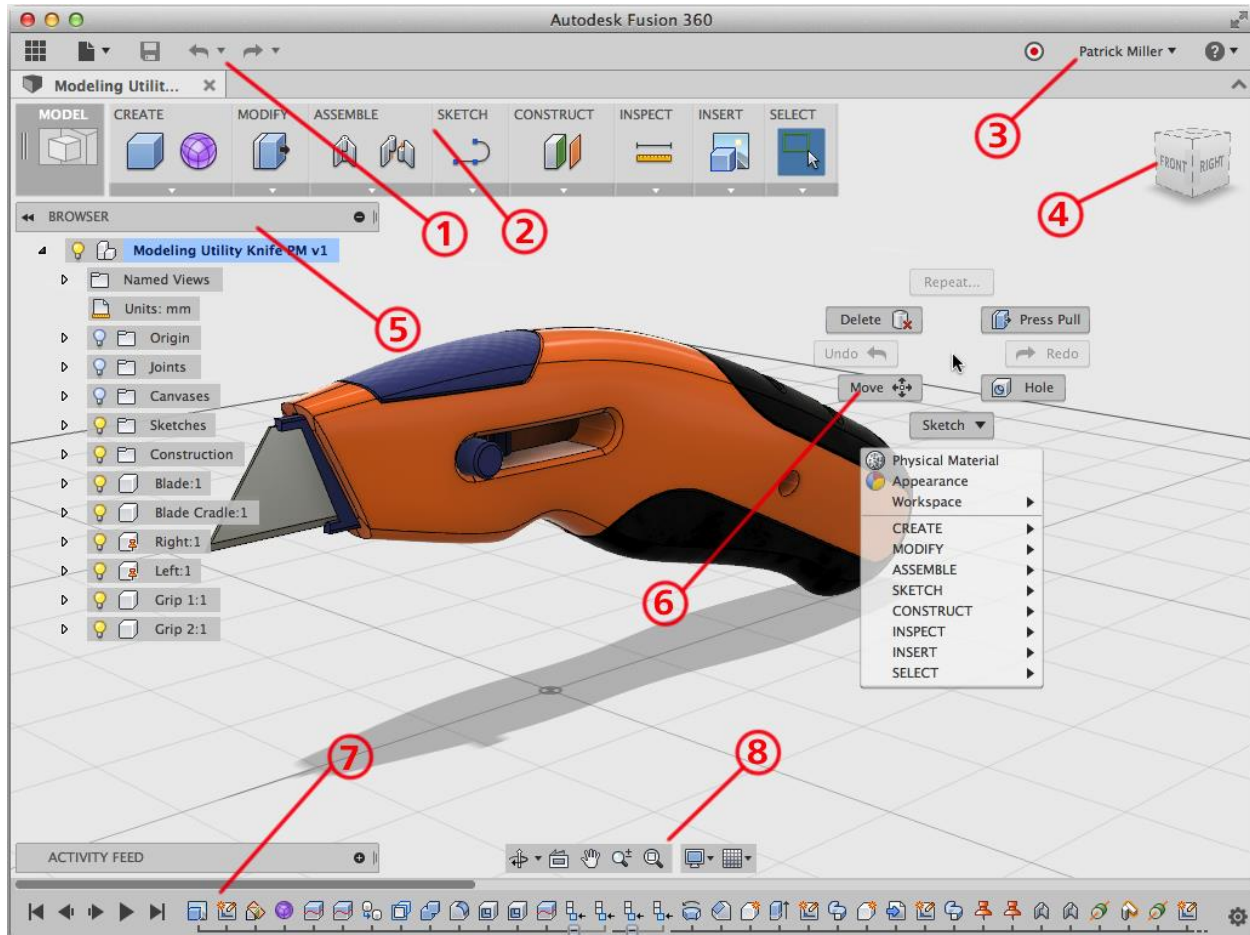 Autodesk Fusion 360
Patrick Miller
?
Modeling Utilit...
MODEL CREATE MODIFY ASSEMBLE SKETCH CONSTRUCT INSPECT INSERT SELECT
3
FRONT RIGHT
4
BROWSER
1
2
Modeling Utility Knife PM v1
Named Views
Units: mm
Origin
Joints
Canvases
Sketches
Construction
Blade:1
Blade Cradle:1
Right:1
Left:1
Grip 1:1
Grip 2:1
5
Repeat...
Delete
Press Pull
Undo
Redo
Move
Hole
Sketch
Physical Material
Appearance
Workspace
CREATE
MODIFY
ASSEMBLE
SKETCH
CONSTRUCT
INSPECT
INSERT
SELECT
6
7
8
ACTIVITY FEED